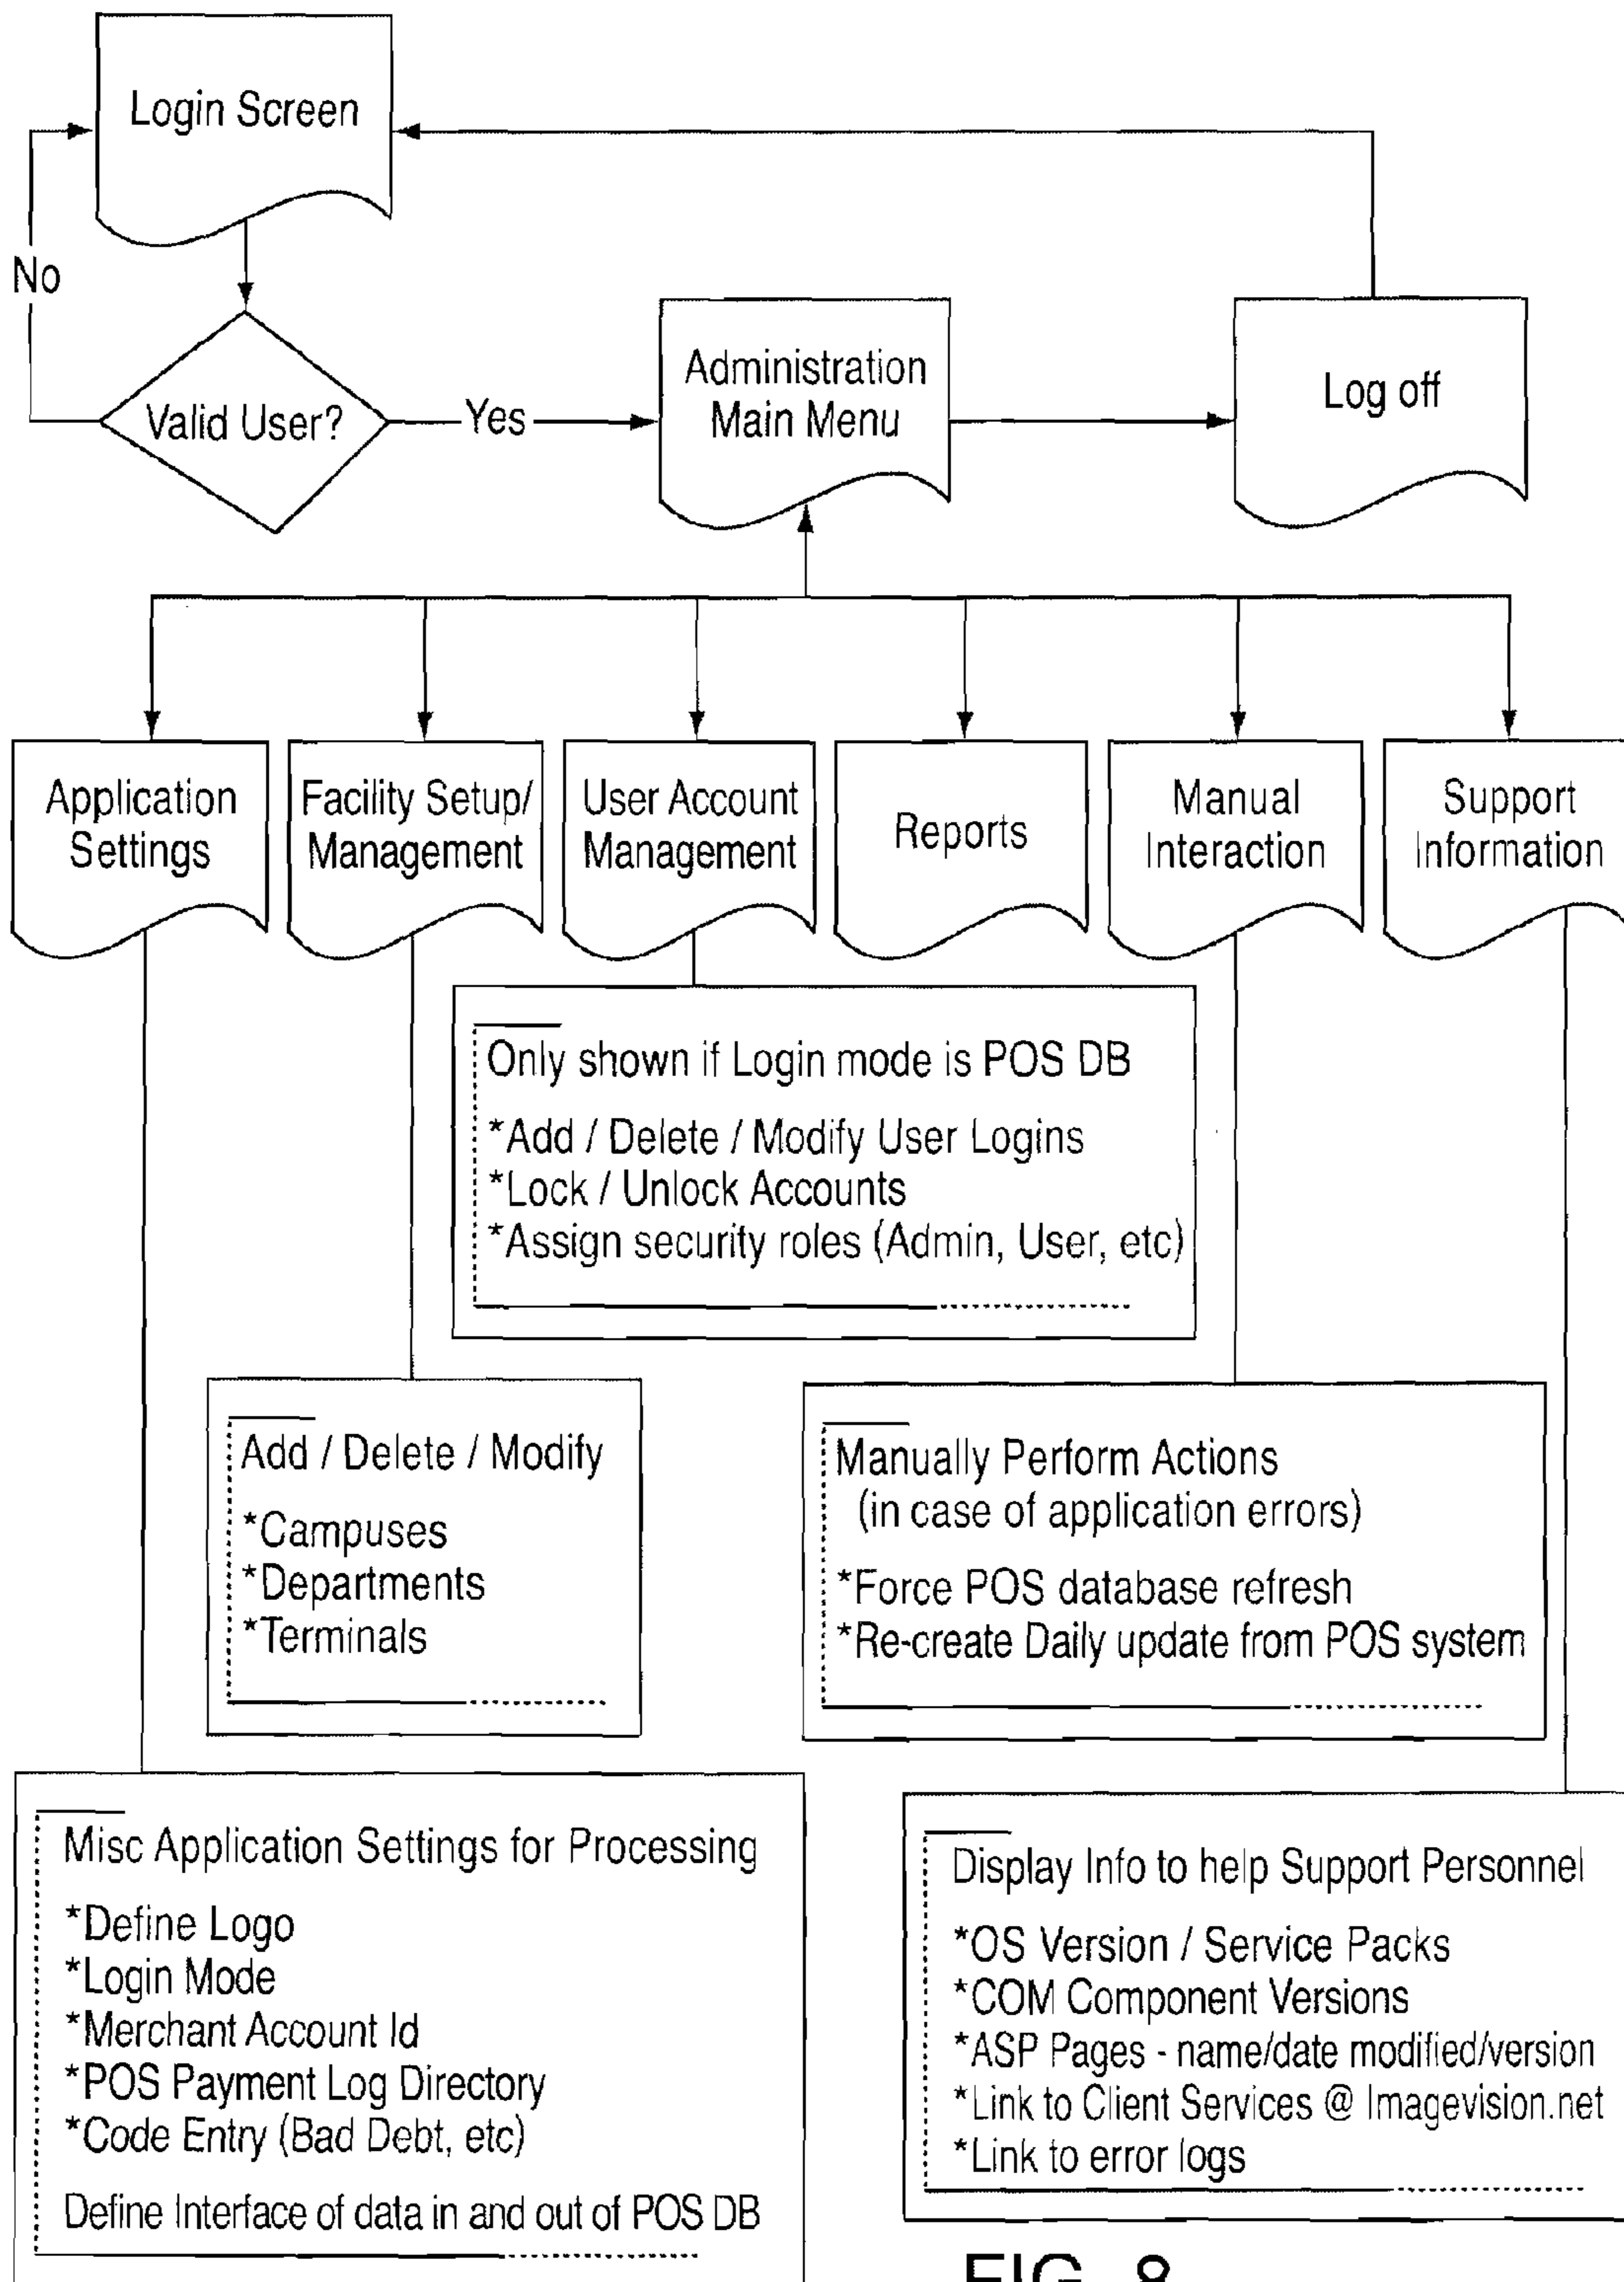 Login Screen
No
Valid User?
Yes
Administration
Main Menu
Log off
Application
Settings
Facility Setup/
Management
User Account
Management
Reports
Manual
Interaction
Support
Information
Only shown if Login mode is POS DB
*Add / Delete / Modify User Logins
*Lock / Unlock Accounts
*Assign security roles (Admin, User, etc)
Add / Delete / Modify
*Campuses
*Departments
*Terminals
Manually Perform Actions
(in case of application errors)
*Force POS database refresh
*Re-create Daily update from POS system
Misc Application Settings for Processing
*Define Logo
*Login Mode
*Merchant Account Id
*POS Payment Log Directory
*Code Entry (Bad Debt, etc)
Define Interface of data in and out of POS DB
Display Info to help Support Personnel
*OS Version / Service Packs
*COM Component Versions
*ASP Pages - name/date modified/version
*Link to Client Services @ Imagevision.net
*Link to error logs
FIG. 8